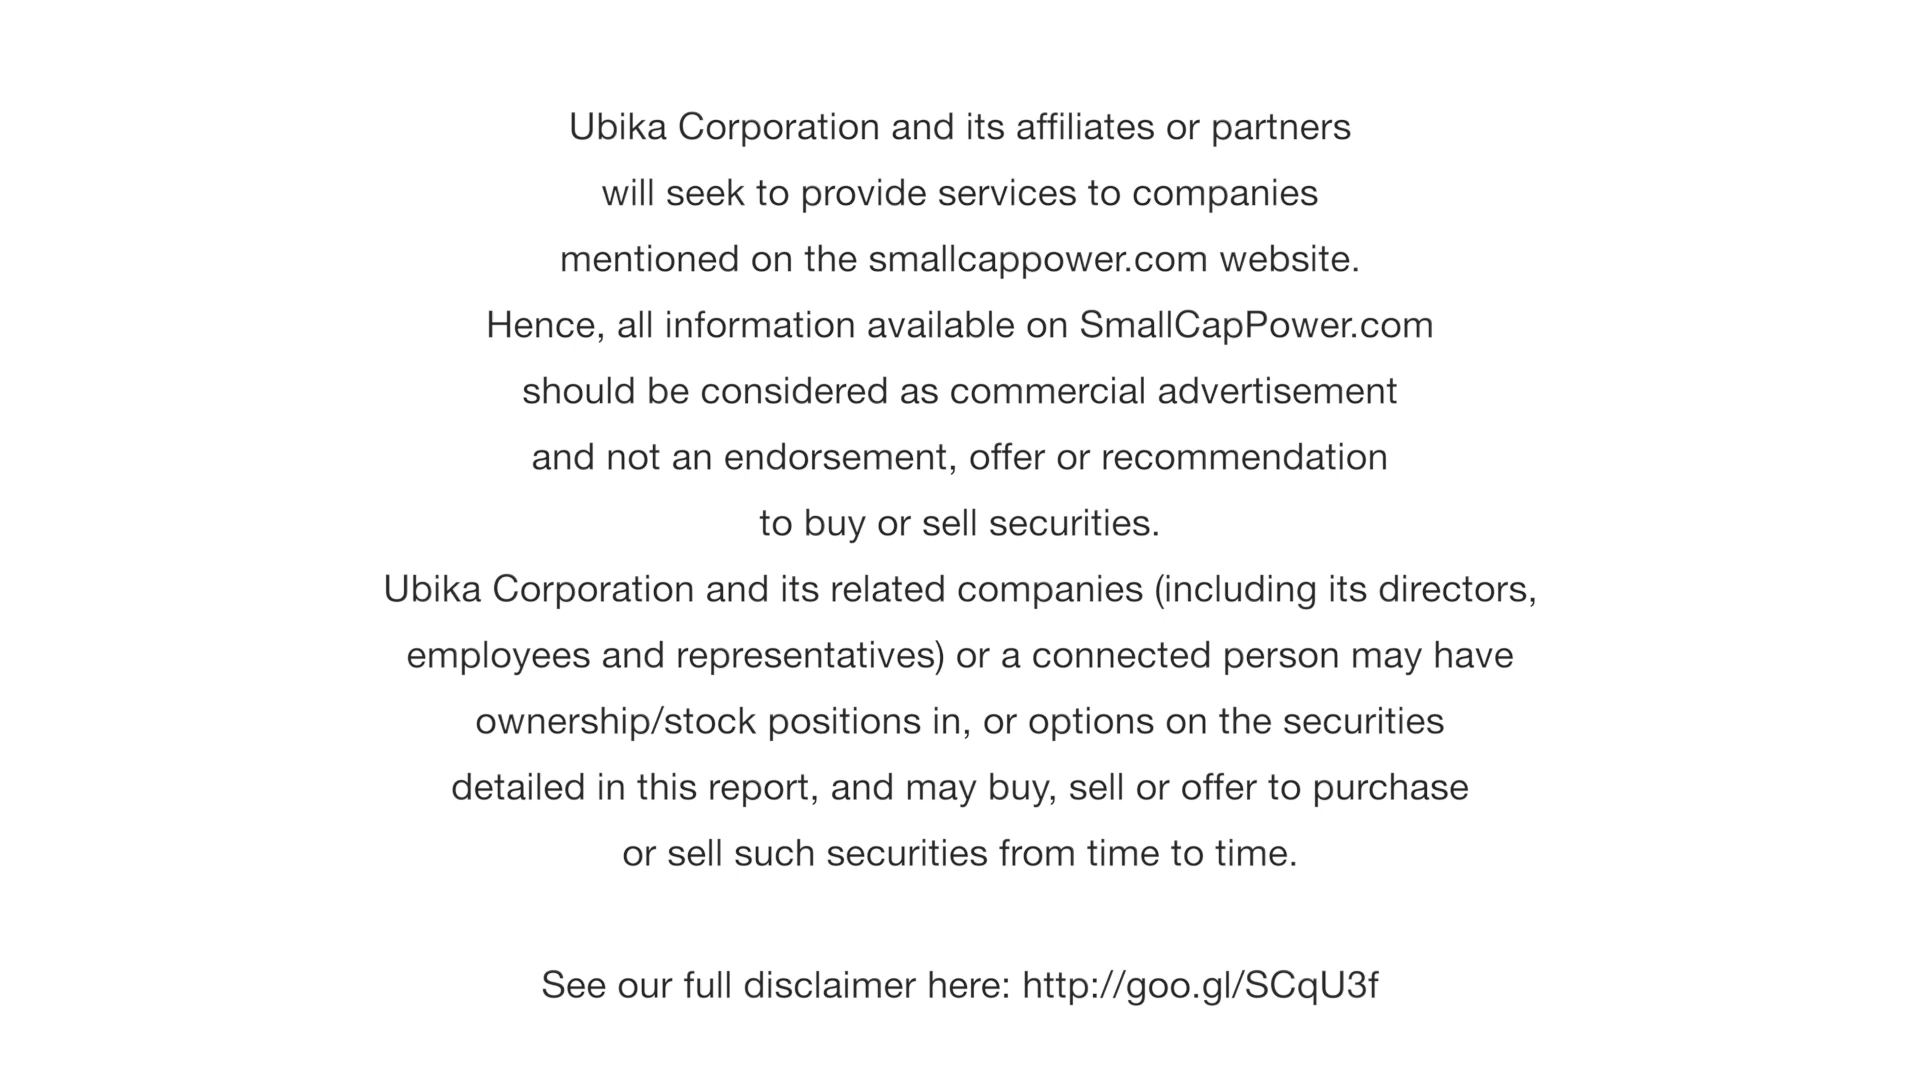 Ubika Corporation and its affiliates or partners
will seek to provide services to companies
mentioned on the smallcappower.com website.
Hence, all information available on SmallCapPower.com
should be considered as commercial advertisement
and not an endorsement, offer or recommendation
to buy or sell securities.
Ubika Corporation and its related companies (including its directors,
employees and representatives) or a connected person may have
ownership/stock positions in, or options on the securities
detailed in this report, and may buy, sell or offer to purchase
or sell such securities from time to time.
See our full disclaimer here: http://goo.gl/SCqU3f